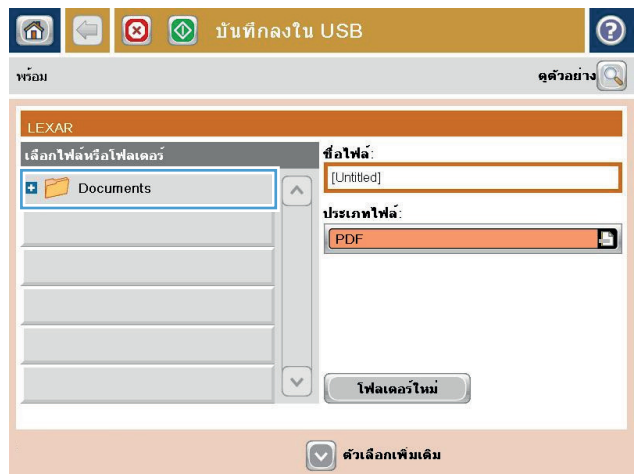 บันทึกลงใน USB
?
พร้อม
ดูตัวอย่าง
LEXAR
เลือกไฟล์หรือโฟลเดอร์
Documents
ชื่อไฟล์:
[Untitled]
ประเภทไฟล์:
PDF
โฟลเดอร์ใหม่
ตัวเลือกเพิ่มเติม